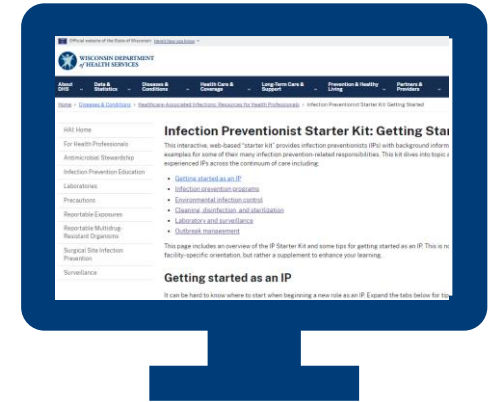 Official website of the State of Wisconsin Here's how you know
WISCONSIN DEPARTMENT
of HEALTH SERVICES
About DHS
Data & Statistics
Diseases & Conditions
Health Care & Coverage
Long-Term Care & Support
Prevention & Healthy Living
Partners & Providers
Home > Diseases & Conditions > Healthcare-Associated Infections: Resources for Health Professionals > Infection Preventionist Starter Kit: Getting Started
HAI: Home
For Health Professionals
Antimicrobial Stewardship
Infection Prevention Education
Laboratories
Precautions
Reportable Exposures
Reportable Multidrug-
Resistant Organisms
Surgical Site Infection
Prevention
Surveillance
Infection Preventionist Starter Kit: Getting Star
This interactive, web-based "starter kit" provides infection preventionists (IPs) with background inform
examples for some of their many infection prevention-related responsibilities. This kit dives into topic a
experienced IPs across the continuum of care including:
• Getting started as an IP
• Infection prevention programs
• Environmental infection control
• Cleaning, disinfection, and sterilization
• Laboratory and surveillance
• Outbreak management
This page includes an overview of the IP Starter Kit and some tips for getting started as an IP. This is no
facility-specific orientation, but rather a supplement to enhance your learning.
Getting started as an IP
It can be hard to know where to start when beginning a new role as an IP. Expand the tabs below for tip